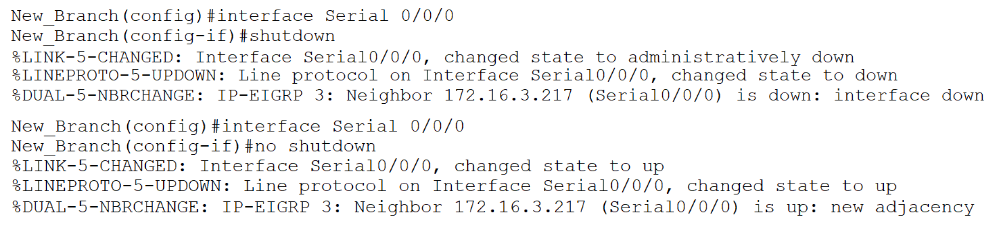 New_Branch(config)#interface Serial 0/0/0
New_Branch(config-if)#shutdown
%LINK-5-CHANGED: Interface Serial0/0/0, changed state to administratively down
%LINEPROTO-5-UPDOWN: Line protocol on Interface Serial0/0/0, changed state to down
%DUAL-5-NBRCHANGE: IP-EIGRP 3: Neighbor 172.16.3.217 (Serial0/0/0) is down: interface down
New_Branch(config)#interface Serial 0/0/0
New_Branch(config-if)#no shutdown
%LINK-5-CHANGED: Interface Serial0/0/0, changed state to up
%LINEPROTO-5-UPDOWN: Line protocol on Interface Serial0/0/0, changed state to up
%DUAL-5-NBRCHANGE: IP-EIGRP 3: Neighbor 172.16.3.217 (Serial0/0/0) is up: new adjacency